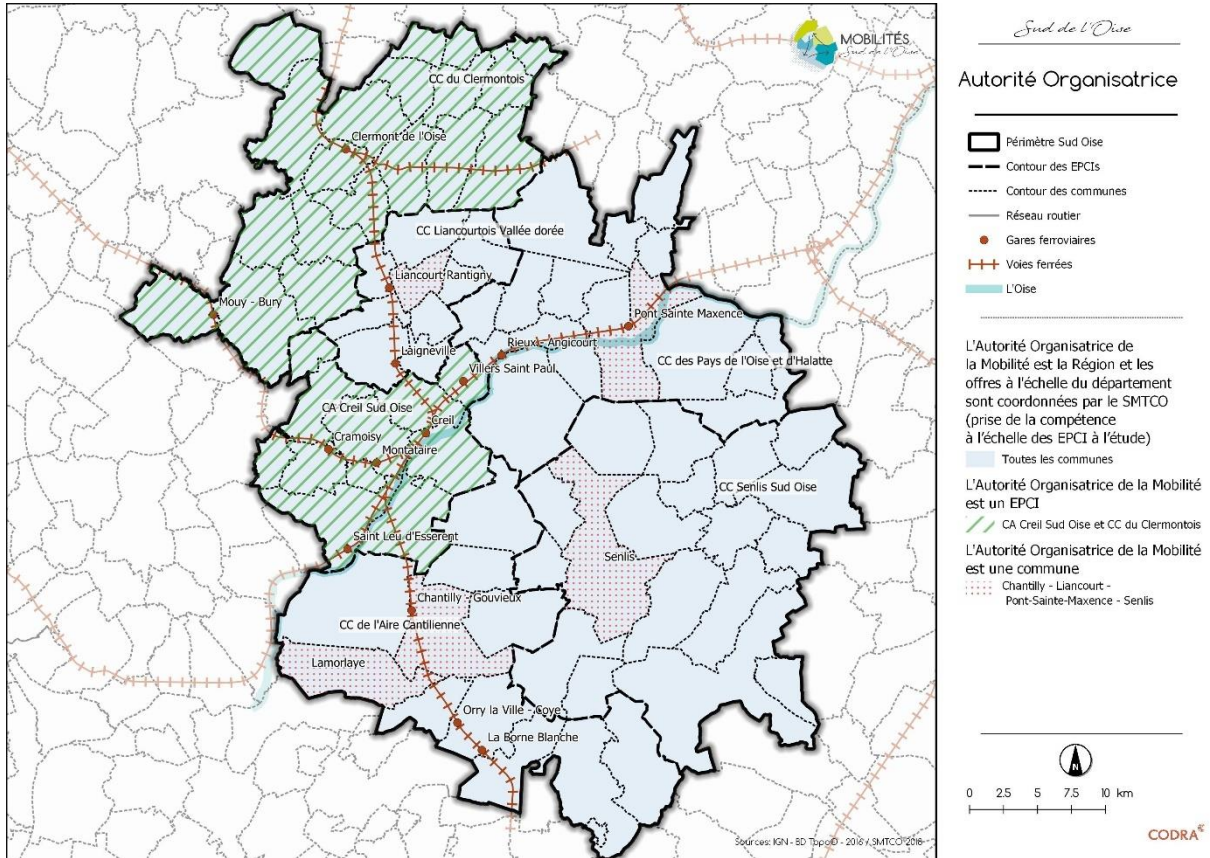 MOBILITÉS
Sud de l'Oise
CC du Clermontois
Clermont de l'Oise
CC Liancourtois Vallée dorée
Liancourt Rantigny
Mouy - Bury
Pont Sainte Maxence
Rieux - Angicourt
Laigneville
Villers Saint Paul
CC des Pays de l'Oise et d'Halatte
CA Creil Sud Oise
Creil
Cramoisy
Montataire
CC Senlis Sud Oise
Saint Leu d'Esserent
Senlis
Chantilly - Gouvieux
CC de l'Aire Cantilienne
Lamorlaye
Orry la Ville - Coye
La Borne Blanche
Sources: IGN - BD Topo© - 2016 / SMTCO 2016
Sud de l'Oise
Autorité Organisatrice
Périmètre Sud Oise
Contour des EPCIs
Contour des communes
Réseau routier
Gares ferroviaires
Voies ferrées
L'Oise
L'Autorité Organisatrice de
la Mobilité est la Région et les
offres à l'échelle du département
sont coordonnées par le SMTCO
(prise de la compétence
à l'échelle des EPCI à l'étude)
Toutes les communes
L'Autorité Organisatrice de la Mobilité
est un EPCI
CA Creil Sud Oise et CC du Clermontois
L'Autorité Organisatrice de la Mobilité
est une commune
Chantilly - Liancourt -
Pont-Sainte-Maxence - Senlis
N
0 2.5 5 7.5 10 km
CODRA